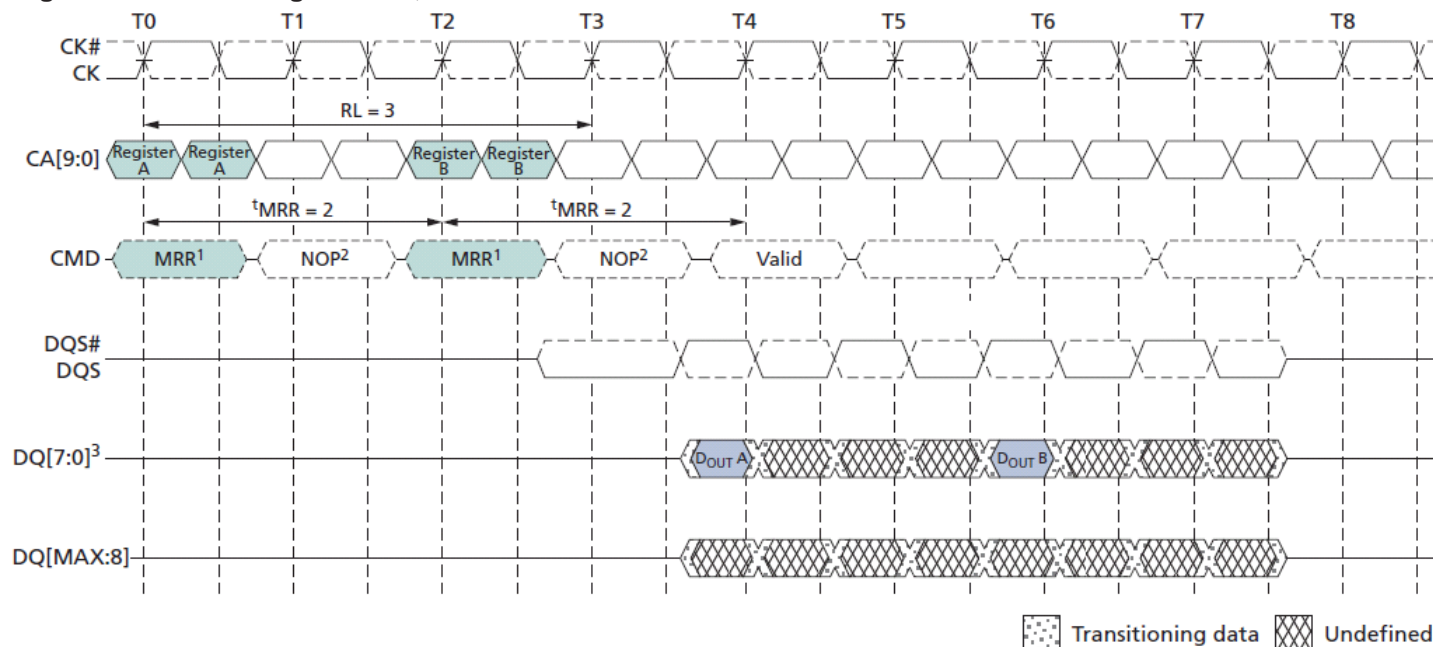 T0 T1 T2 T3 T4 T5 T6 T7 T8
CK#
CK
RL = 3
CA[9:0] Register A Register A Register B Register B
tMRR = 2 tMRR = 2
CMD MRR1 NOP2 MRR1 NOP2 Valid
DQS#
DQS
DQ[7:0]3 DOUT A DOUT B
DQ[MAX:8]
Transitioning data Undefined